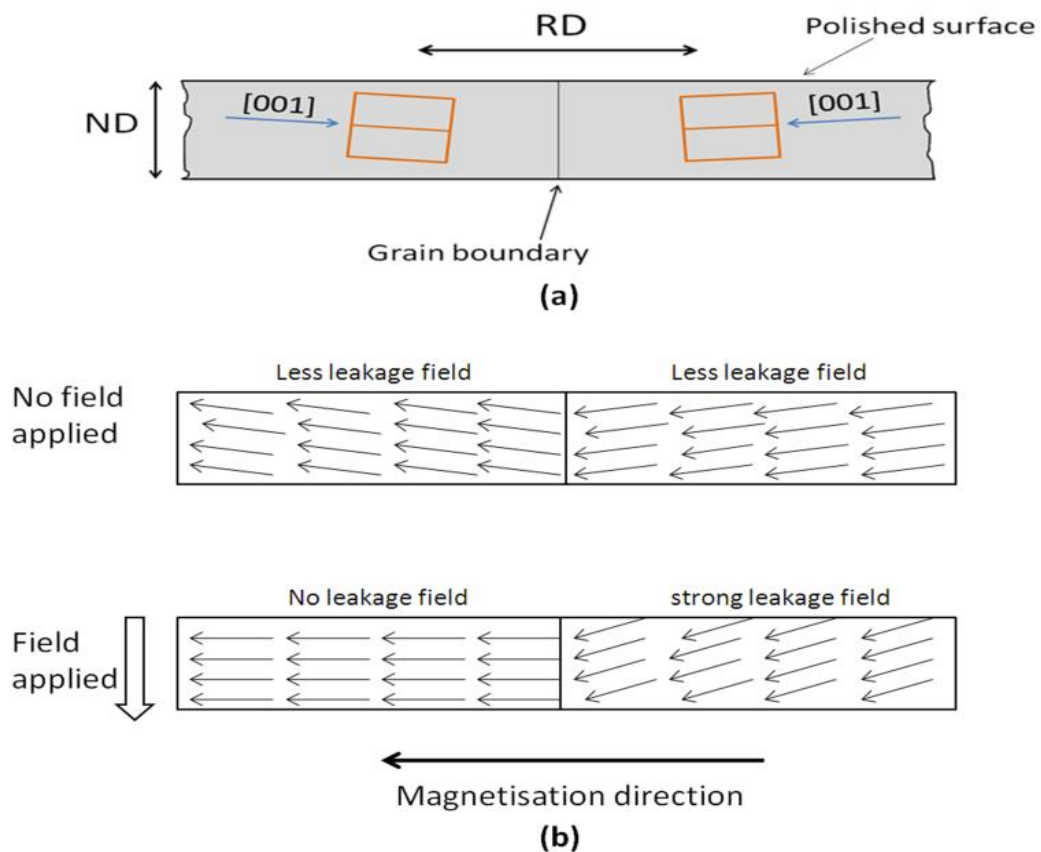 RD
Polished surface
ND
[001]
[001]
Grain boundary
(a)
Less leakage field
Less leakage field
No field
applied
No leakage field
strong leakage field
Field
applied
Magnetisation direction
(b)